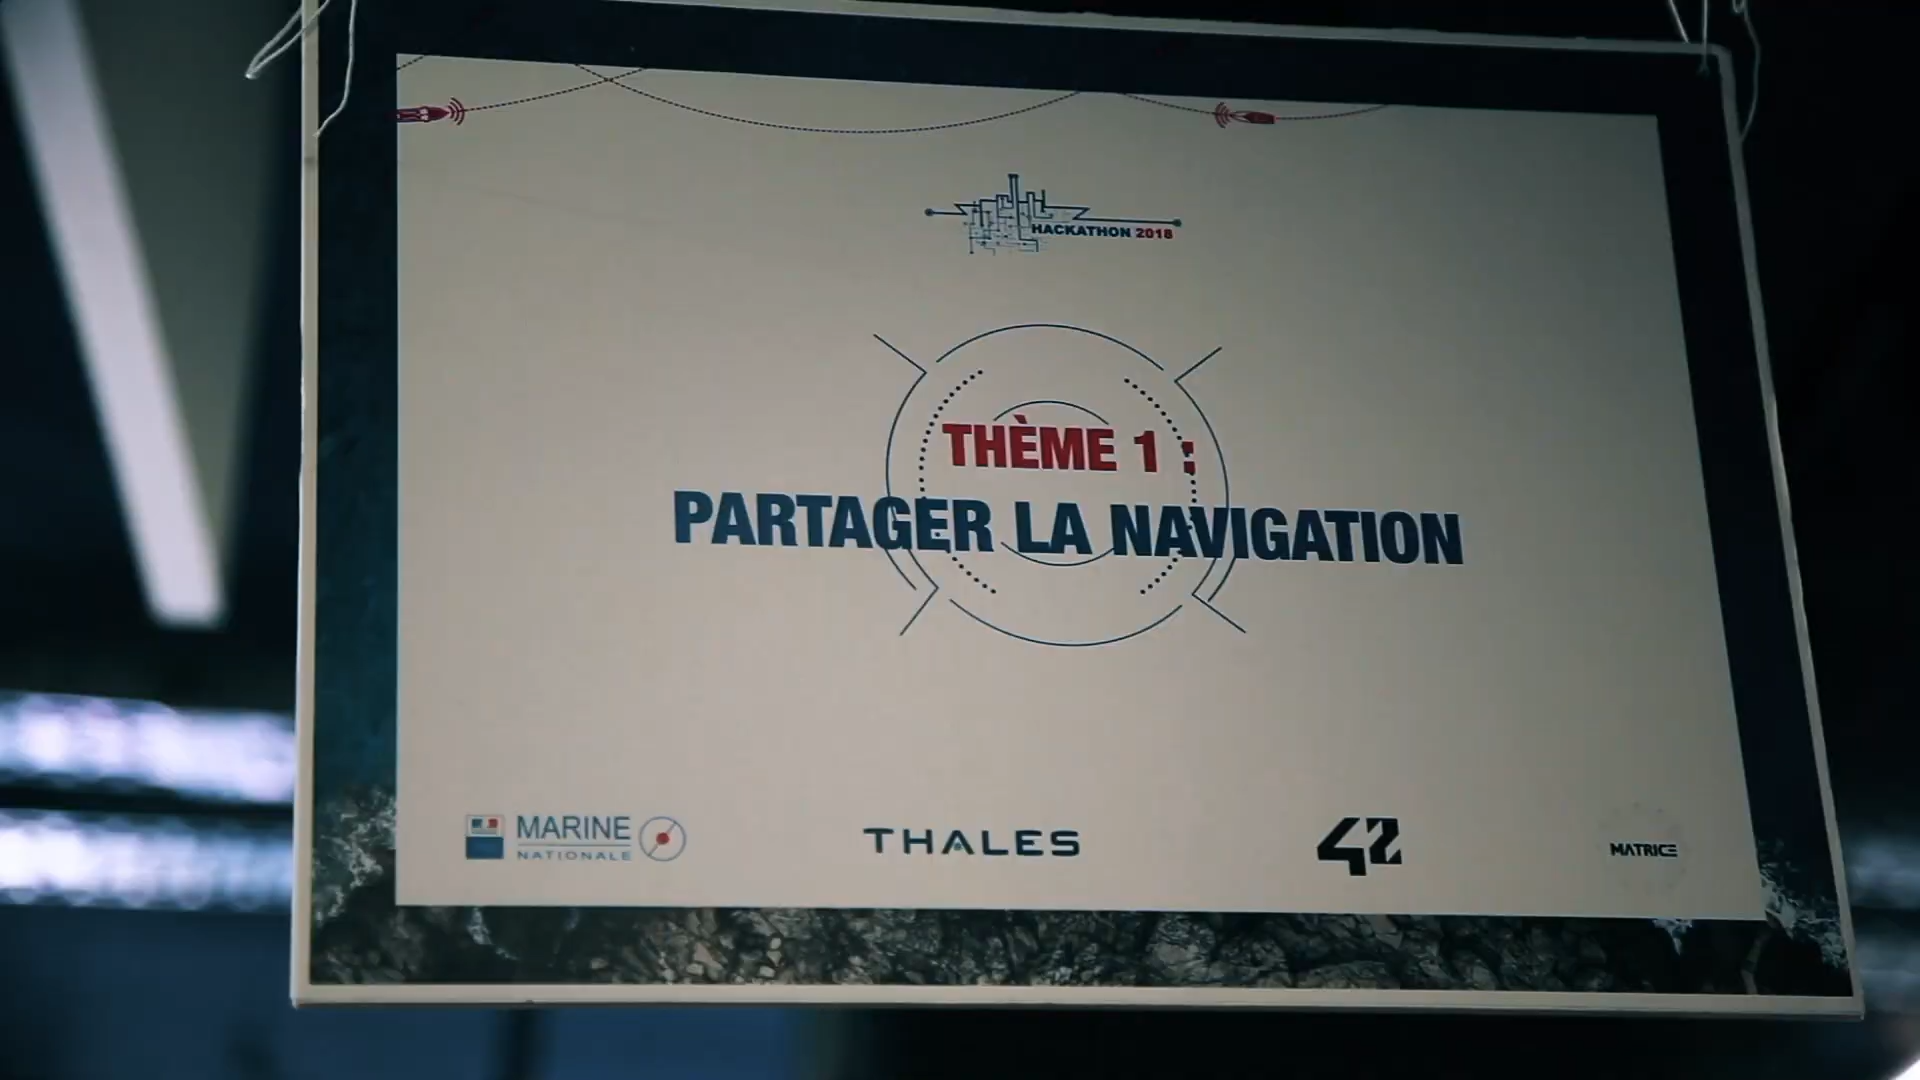 HACKATHON 2018
THÈME 1 :
PARTAGER LA NAVIGATION
MARINE
NATIONALE
THALES
42
MATRICE